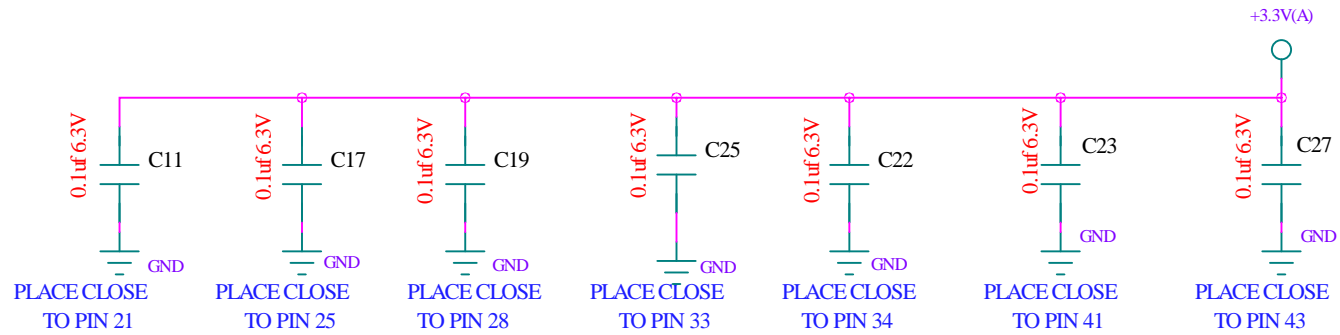 +3.3V(A)
0.1uf 6.3V
C11
0.1uf 6.3V
C17
0.1uf 6.3V
C19
0.1uf 6.3V
C25
0.1uf 6.3V
C22
0.1uf 6.3V
C23
0.1uf 6.3V
C27
GND
GND
GND
GND
GND
GND
GND
PLACE CLOSE
TO PIN 21
PLACE CLOSE
TO PIN 25
PLACE CLOSE
TO PIN 28
PLACE CLOSE
TO PIN 33
PLACE CLOSE
TO PIN 34
PLACE CLOSE
TO PIN 41
PLACE CLOSE
TO PIN 43